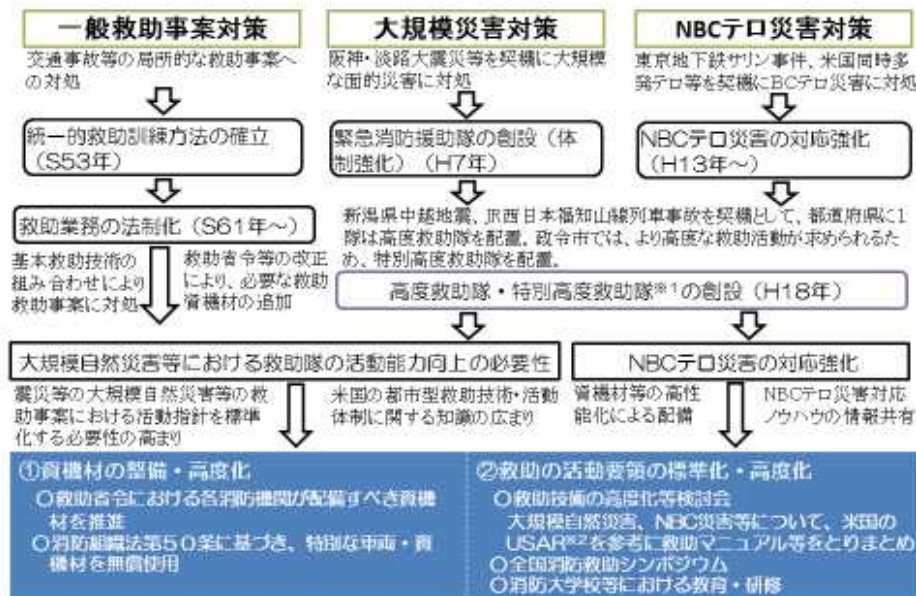 一般救助事案対策
交通事故等の局所的な救助事案へ
の対処
統一的救助訓練方法の確立
（S53年）
救助業務の法制化（S61年～）
基本救助技術の
組み合わせにより
救助事案に対処
救助省令等の改正
により、必要な救助
資機材の追加
大規模災害対策
阪神・淡路大震災等を契機に大規模
な面的災害に対処
緊急消防援助隊の創設（体
制強化）（H7年）
NBCテロ災害対策
東京地下鉄サリン事件、米国同時多
発テロ等を契機にBCテロ災害に対処
NBCテロ災害の対応強化
（H13年～）
新潟県中越地震、JR西日本福知山線列車事故を契機として、都道府県に1
隊は高度救助隊を配置。政令市では、より高度な救助活動が求められるた
め、特別高度救助隊を配置。
高度救助隊・特別高度救助隊※1の創設（H18年）
大規模自然災害等における救助隊の活動能力向上の必要性
震災等の大規模自然災害等の救
助事案における活動指針を標準
化する必要性の高まり
米国の都市型救助技術・活動
体制に関する知識の広まり
NBCテロ災害の対応強化
資機材等の高性
能化による配備
NBCテロ災害対応
ノウハウの情報共有
①資機材の整備・高度化
○救助省令における各消防機関が配備すべき資機
材を推進
○消防組織法第50条に基づき、特別な車両・資
機材を無償使用
②救助の活動要領の標準化・高度化
○救助技術の高度化等検討会
大規模自然災害、NBC災害等について、米国の
USAR※2を参考に救助マニュアル等をとりまとめ
○全国消防救助シンポジウム
○消防大学校等における教育・研修